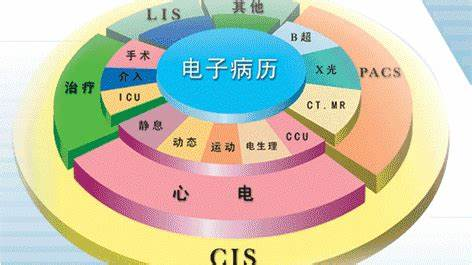 LIS
其他
手术
B超
治疗
介入
电子病历
X光
PACS
ICU
CT.MR
静息
动态
运动
电生理
CCU
心 电
CIS